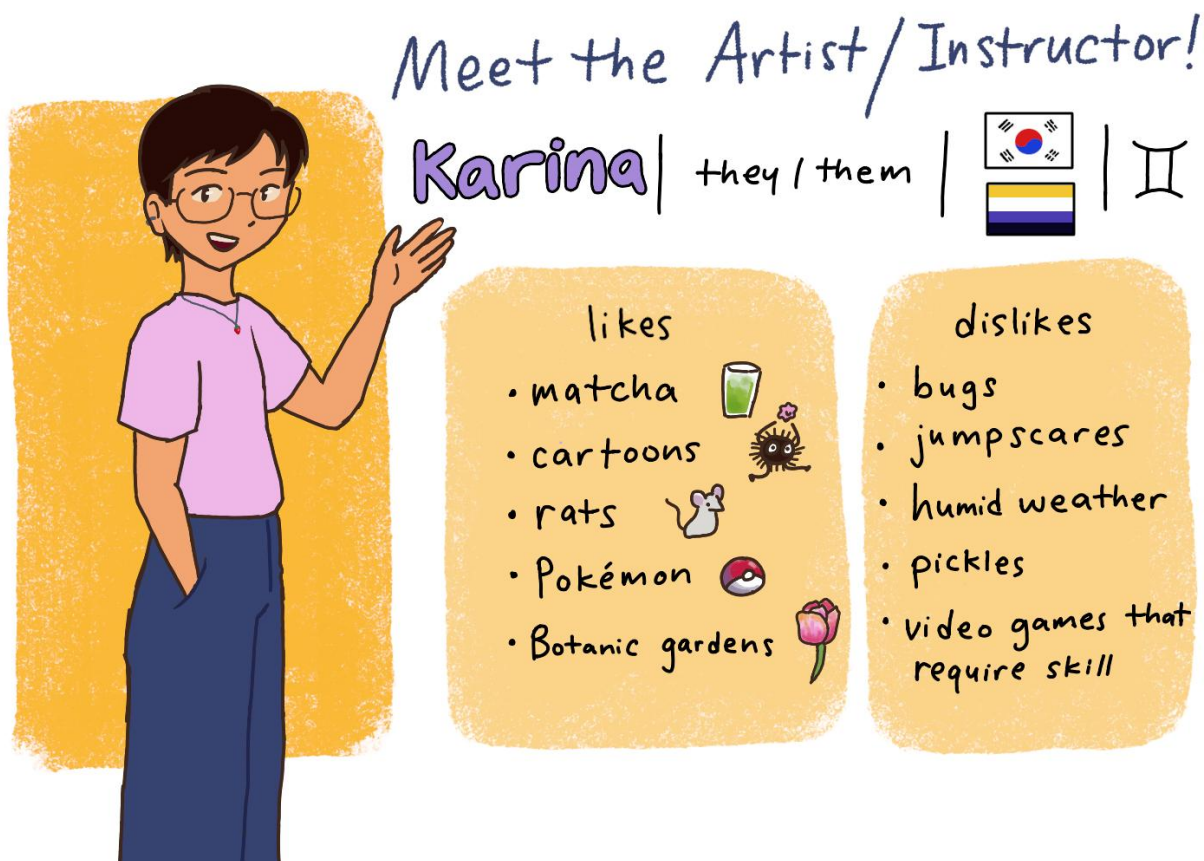 Meet the Artist/Instructor!
Karina | they/them | | ♊
likes
• matcha
• cartoons
• rats
• Pokémon
• Botanic gardens
dislikes
• bugs
• jumpscares
• humid weather
• pickles
• video games that
require skill